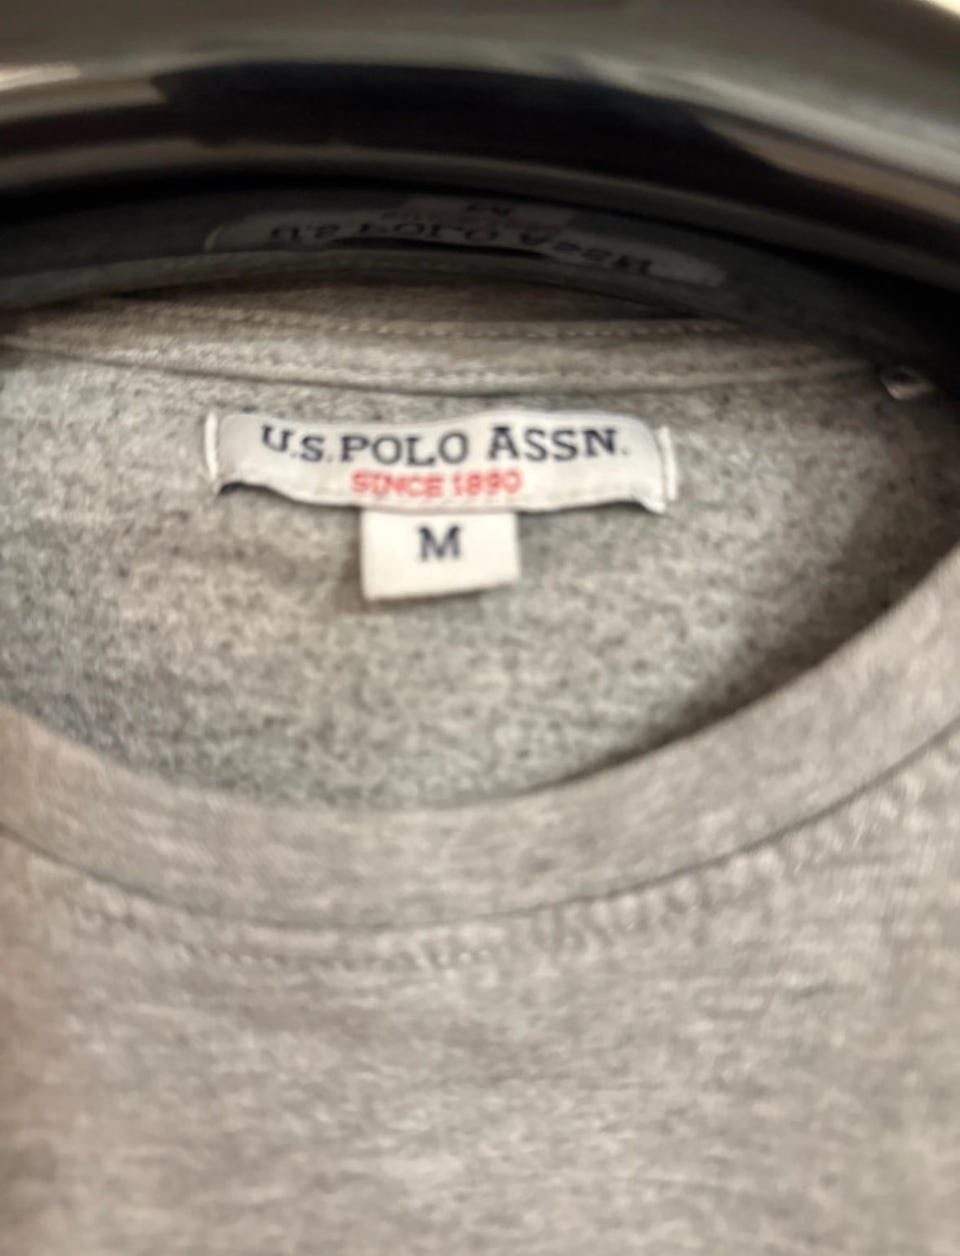 U.S. POLO ASSN.
SINCE 1890
M